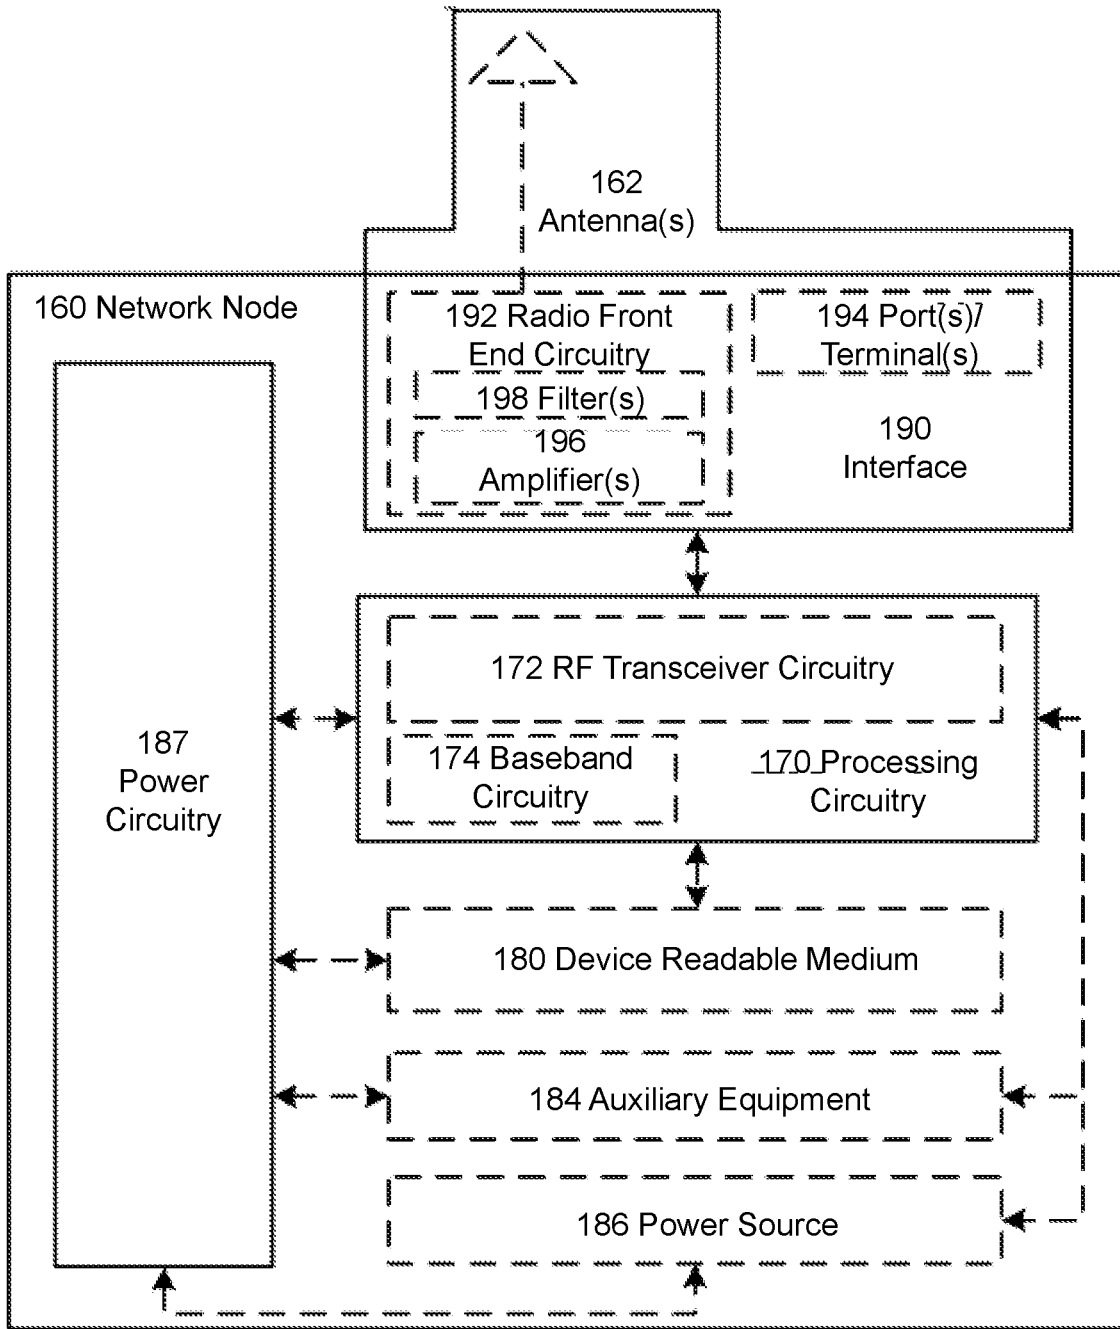 162
Antenna(s)
160 Network Node
192 Radio Front
End Circuitry
194 Port(s)/
Terminal(s)
198 Filter(s)
196
Amplifier(s)
190
Interface
172 RF Transceiver Circuitry
187
Power
Circuitry
174 Baseband
Circuitry
170 Processing
Circuitry
180 Device Readable Medium
184 Auxiliary Equipment
186 Power Source